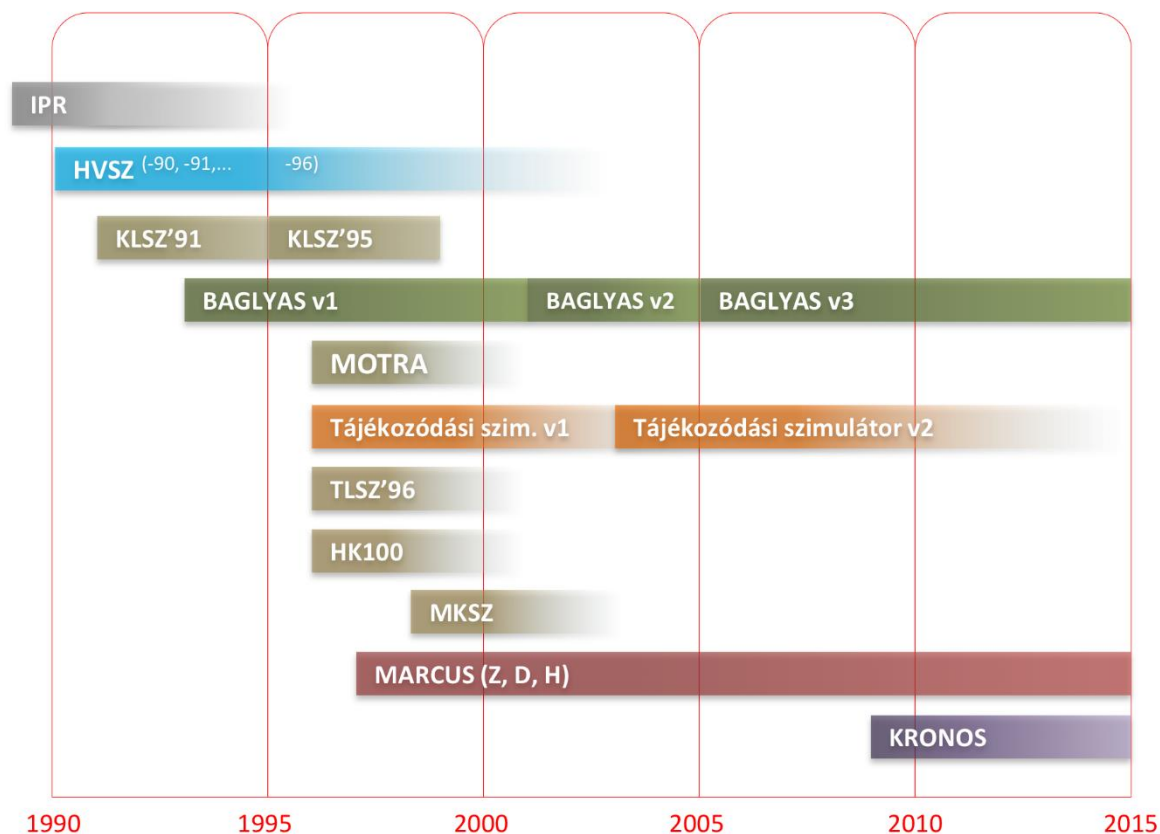 IPR
HVSZ (-90, -91,... -96)
KLSZ’91 KLSZ’95
BAGLYAS v1 BAGLYAS v2 BAGLYAS v3
MOTRA
Tájékozódási szim. v1 Tájékozódási szimulátor v2
TLSZ’96
HK100
MKSZ
MARCUS (Z, D, H)
KRONOS
1990 1995 2000 2005 2010 2015